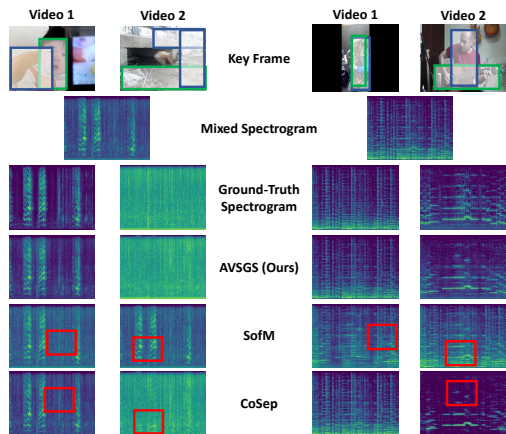 Video 1 Video 2 Video 1 Video 2
Key Frame
Mixed Spectrogram
Ground-Truth
Spectrogram
AVSGS (Ours)
SofM
CoSep